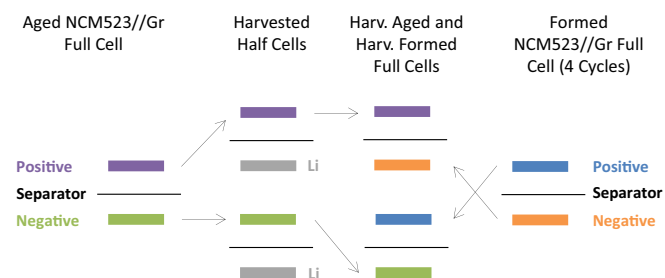 Aged NCM523//Gr
Full Cell
Harvested
Half Cells
Harv. Aged and
Harv. Formed
Full Cells
Formed
NCM523//Gr Full
Cell (4 Cycles)
Positive
Separator
Negative
Li
Li
Positive
Separator
Negative